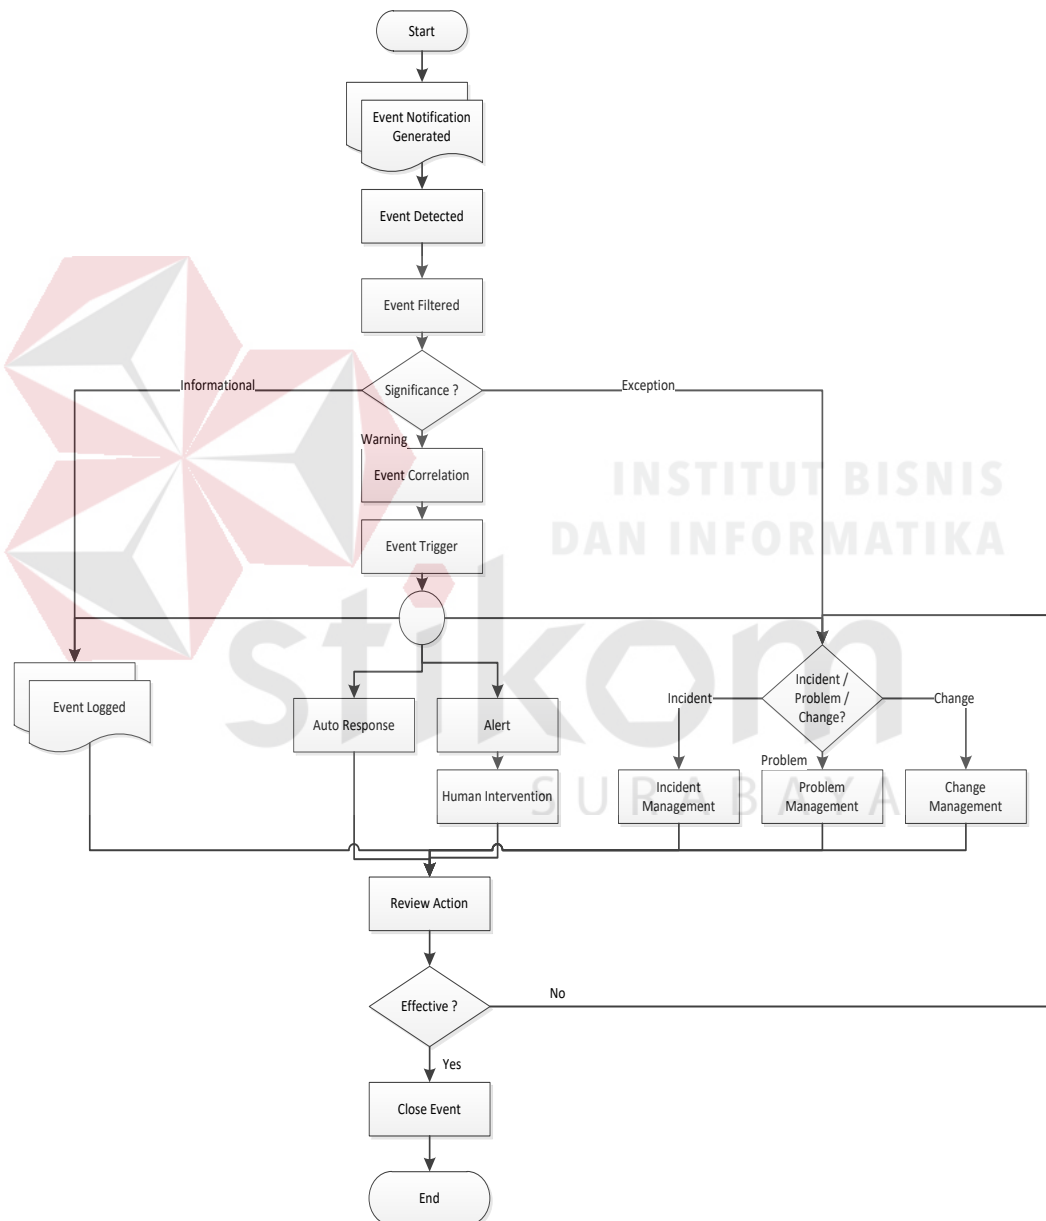 Start
Event Notification
Generated
Event Detected
Event Filtered
Informational
Significance ?
Exception
Warning
Event Correlation
INSTITUT BISNIS
DAN INFORMATIKA
Event Trigger
stikom
SURABAYA
Event Logged
Auto Response
Alert
Human Intervention
Incident
Incident /
Problem /
Change?
Change
Problem
Incident
Management
Problem
Management
Change
Management
Review Action
Effective ?
No
Yes
Close Event
End